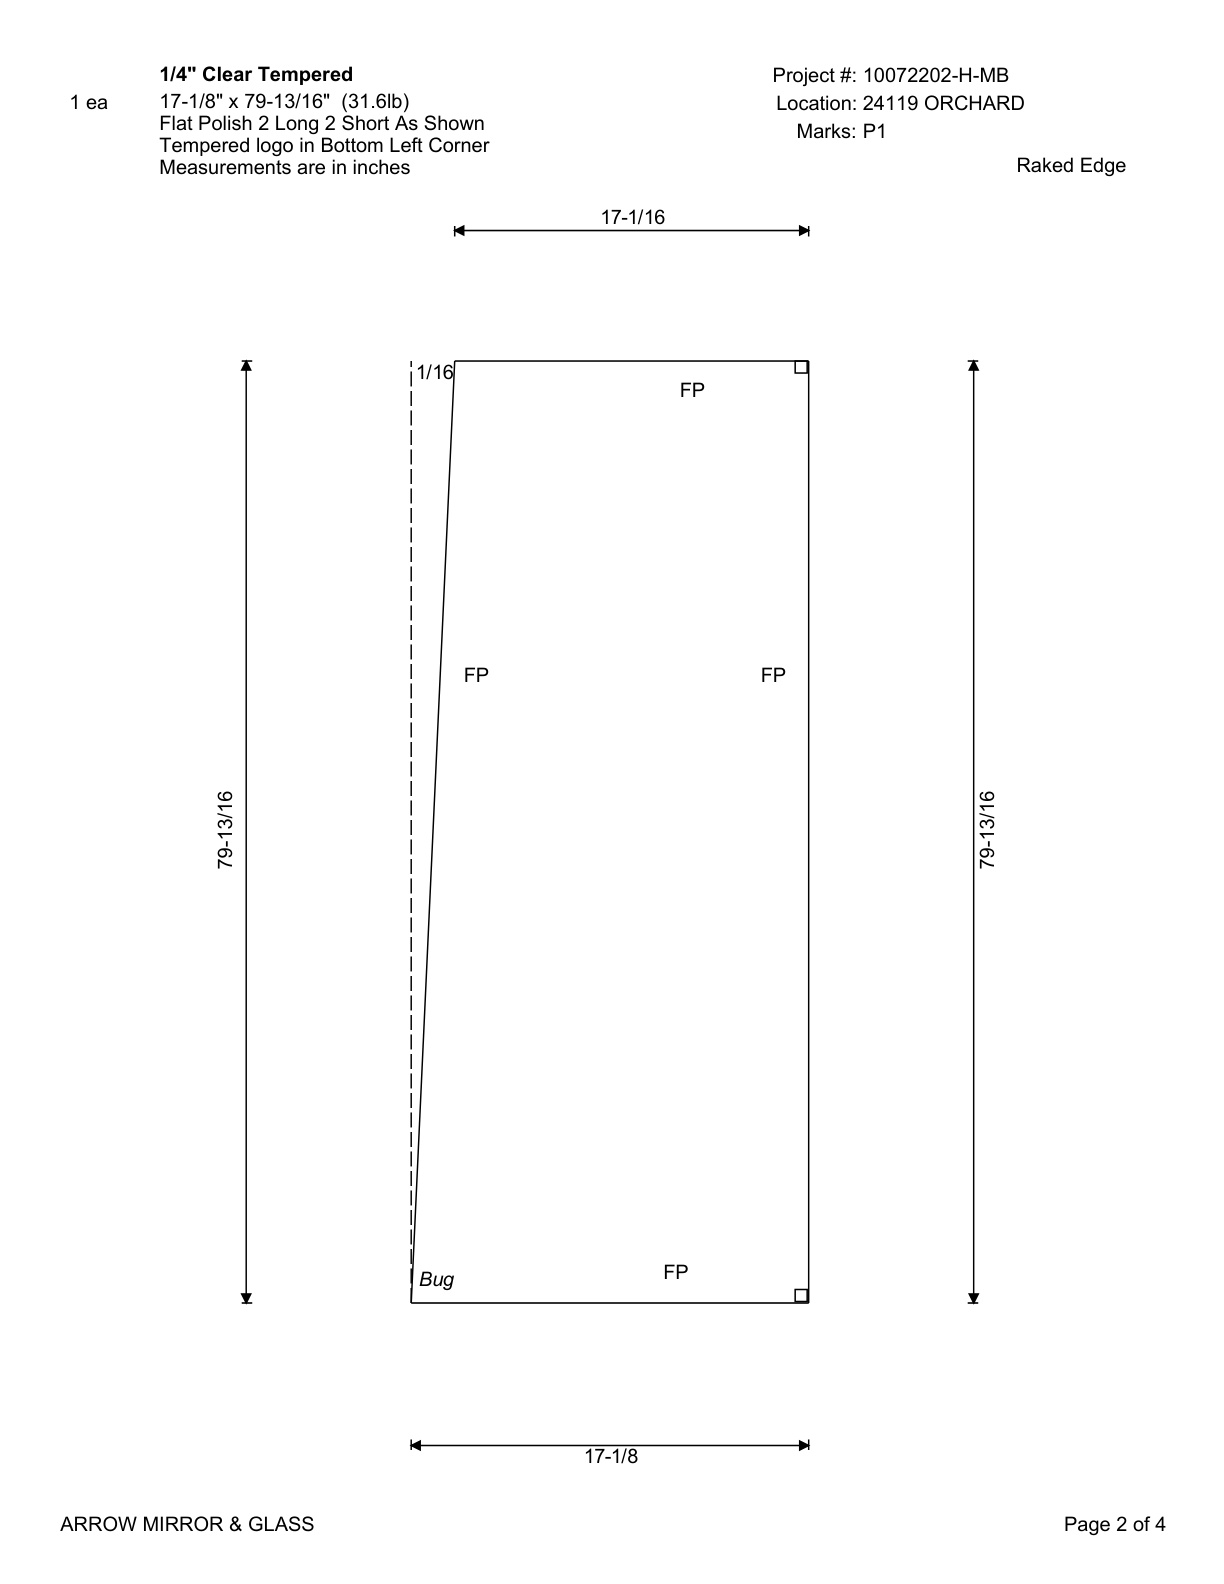 1/4" Clear Tempered
1 ea
17-1/8" x 79-13/16" (31.6lb)
Flat Polish 2 Long 2 Short As Shown
Tempered logo in Bottom Left Corner
Measurements are in inches
Project #: 10072202-H-MB
Location: 24119 ORCHARD
Marks: P1
Raked Edge
17-1/16
1/16
FP
FP
FP
79-13/16
79-13/16
FP
Bug
17-1/8
ARROW MIRROR & GLASS
Page 2 of 4